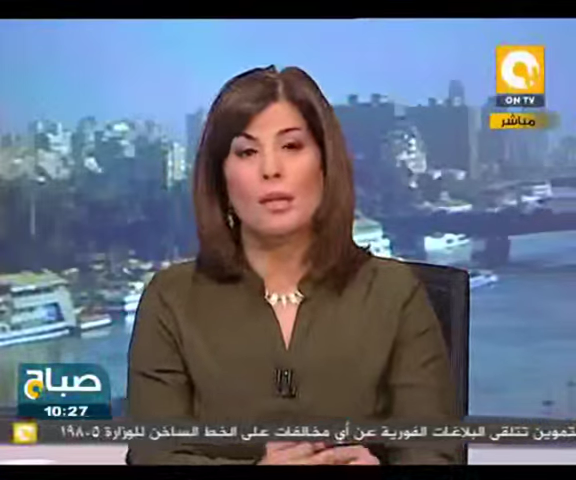 ON TV
مباشر
صباح
10:27
تموين تتلقى البلاغات الفورية عن أي مخالفات على الخط الساخن للوزارة ١٩٨٠٥